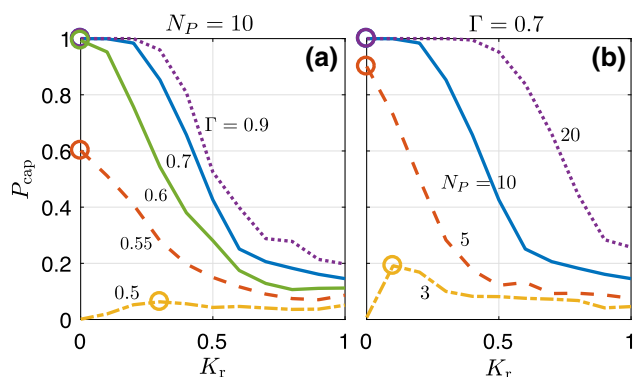 N_P = 10
Γ = 0.7
(a)
(b)
P_cap
1
0.8
0.6
0.4
0.2
0
Γ = 0.9
0.7
0.6
0.55
0.5
20
N_P = 10
5
3
0
0.5
1
0
0.5
1
K_r
K_r